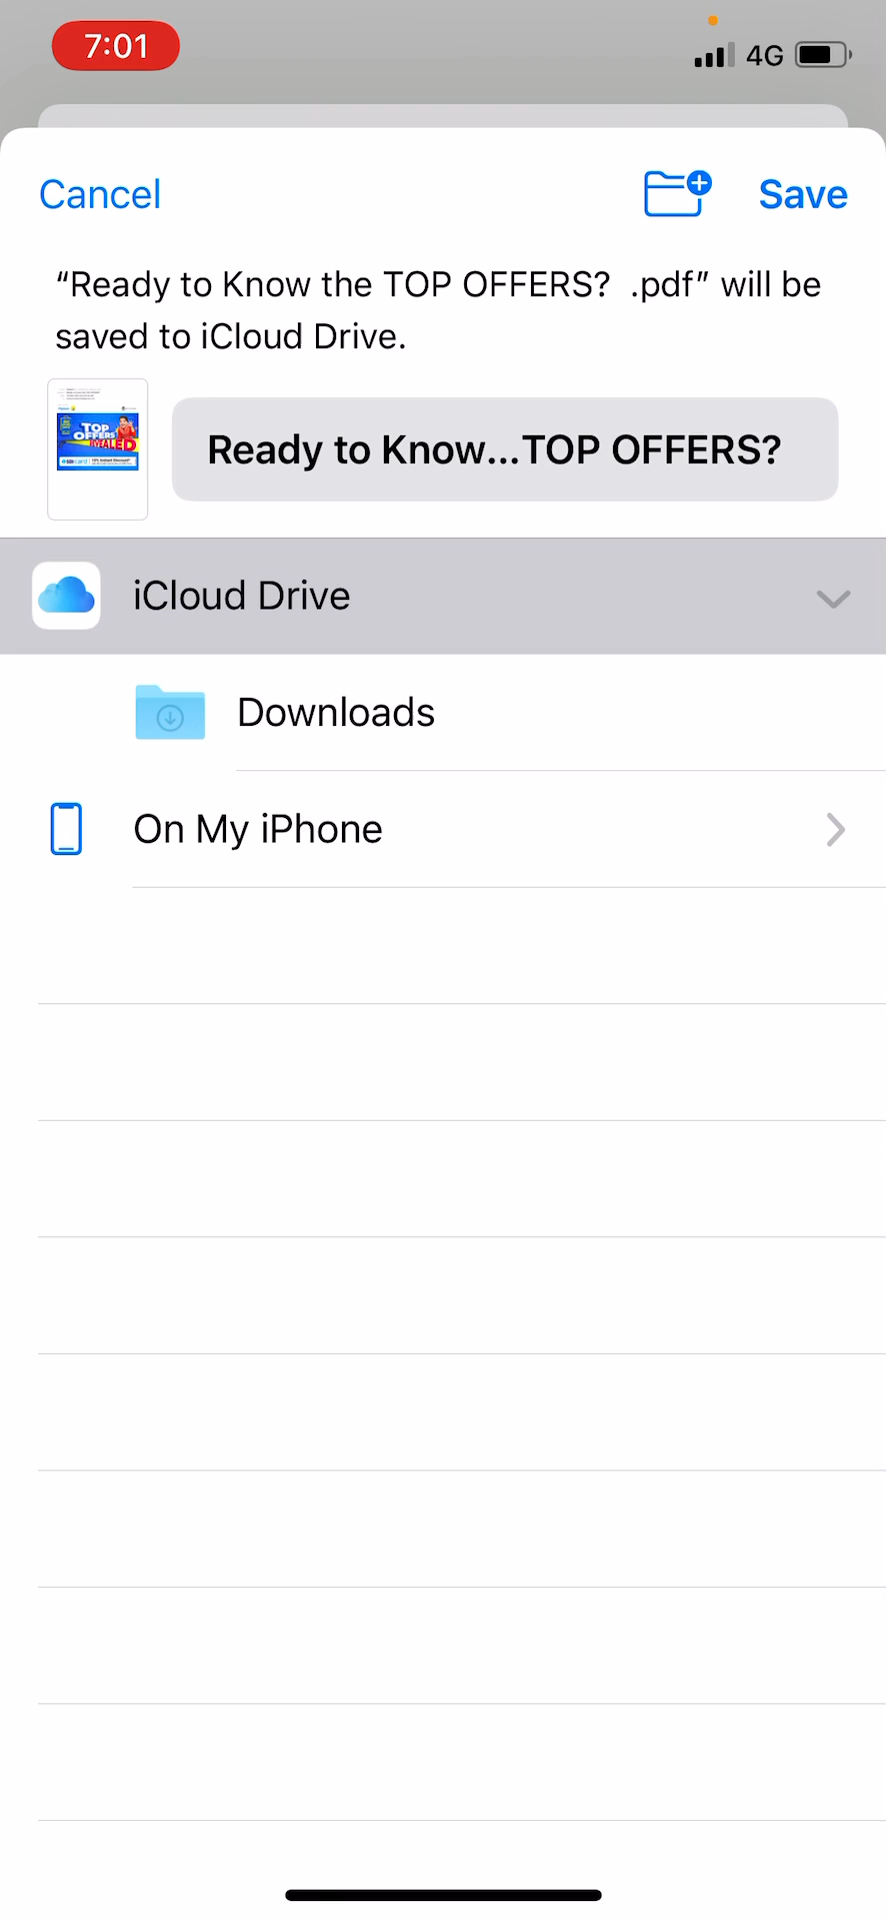 7:01
4G
Cancel
Save
“Ready to Know the TOP OFFERS?  .pdf” will be
saved to iCloud Drive.
TOP
OFFERS
Ready to Know...TOP OFFERS?
iCloud Drive
Downloads
On My iPhone